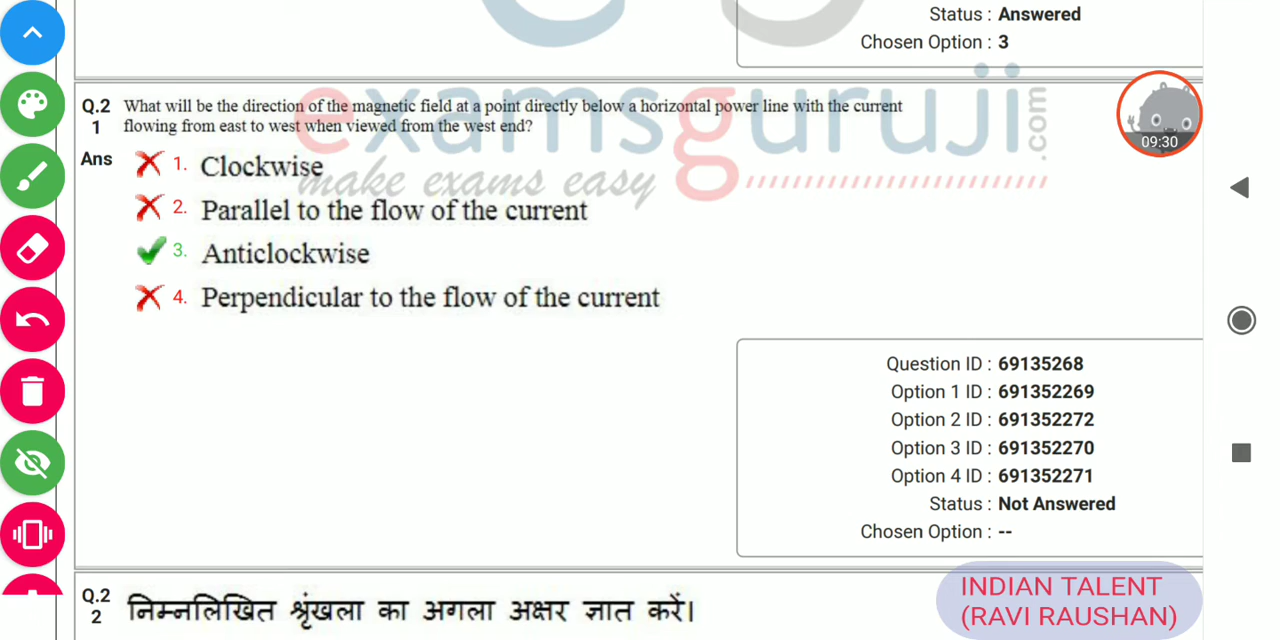 Status : Answered
Chosen Option : 3
examsguruji.com
make exams easy
09:30
Q.2
1
What will be the direction of the magnetic field at a point directly below a horizontal power line with the current
flowing from east to west when viewed from the west end?
Ans
1. Clockwise
2. Parallel to the flow of the current
3. Anticlockwise
4. Perpendicular to the flow of the current
Question ID : 69135268
Option 1 ID : 691352269
Option 2 ID : 691352272
Option 3 ID : 691352270
Option 4 ID : 691352271
Status : Not Answered
Chosen Option : --
Q.2
2
निम्नलिखित श्रृंखला का अगला अक्षर ज्ञात करें।
INDIAN TALENT
(RAVI RAUSHAN)